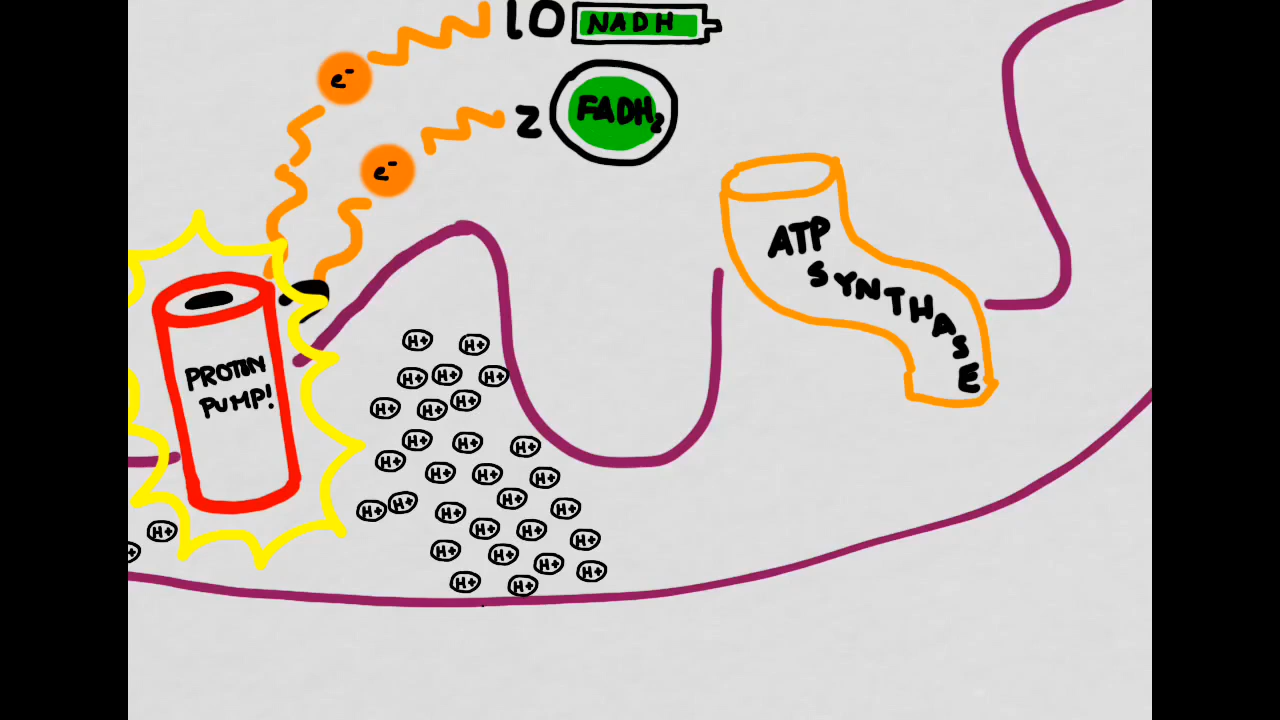 10 NADH
e-
2 FADH₂
e-
ATP
SYNTHASE
PROTON
PUMP!
H+ H+
H+ H+ H+
H+ H+ H+
H+ H+ H+
H+ H+ H+ H+
H+ H+ H+ H+ H+
H+ H+ H+ H+
H+ H+ H+ H+
H+ H+